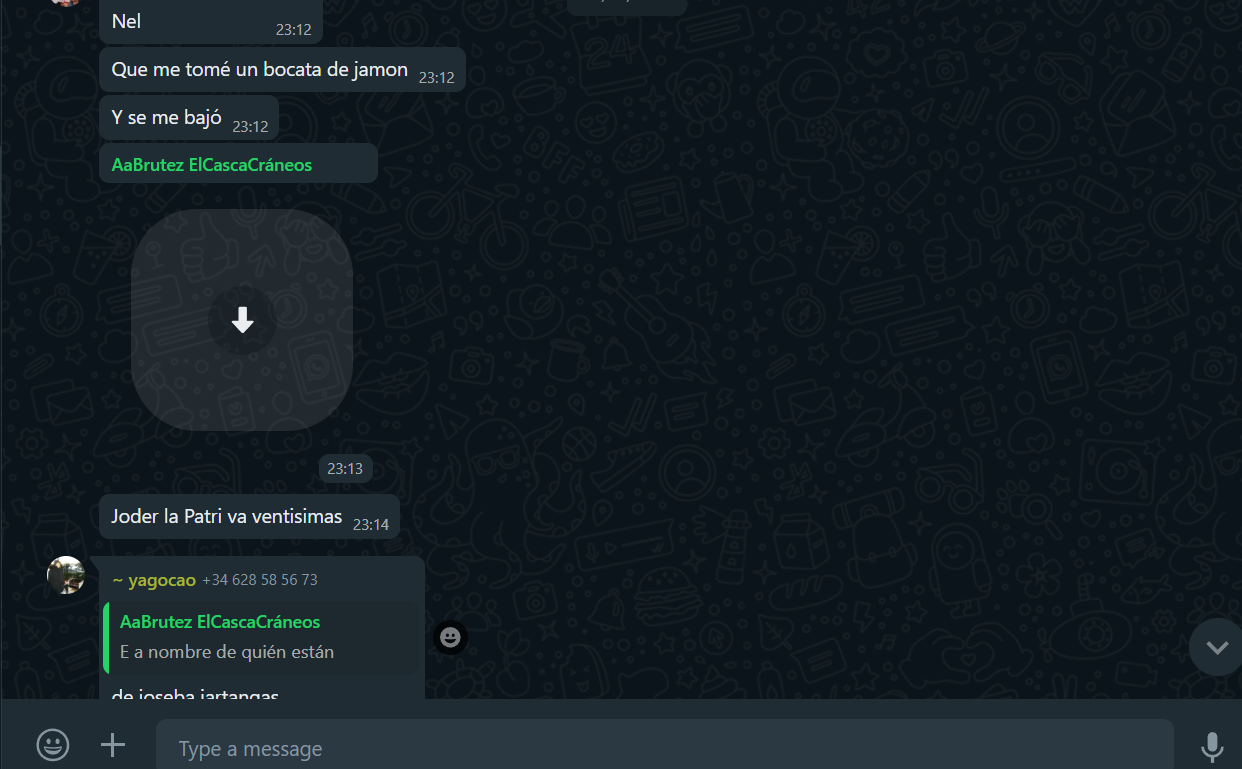 Nel
23:12
Que me tomé un bocata de jamon 23:12
Y se me bajó 23:12
AaBrutez ElCascaCráneos
23:13
Joder la Patri va ventisimas 23:14
~ yagocao +34 628 58 56 73
AaBrutez ElCascaCráneos
E a nombre de quién están
de joseba jartangas
Type a message